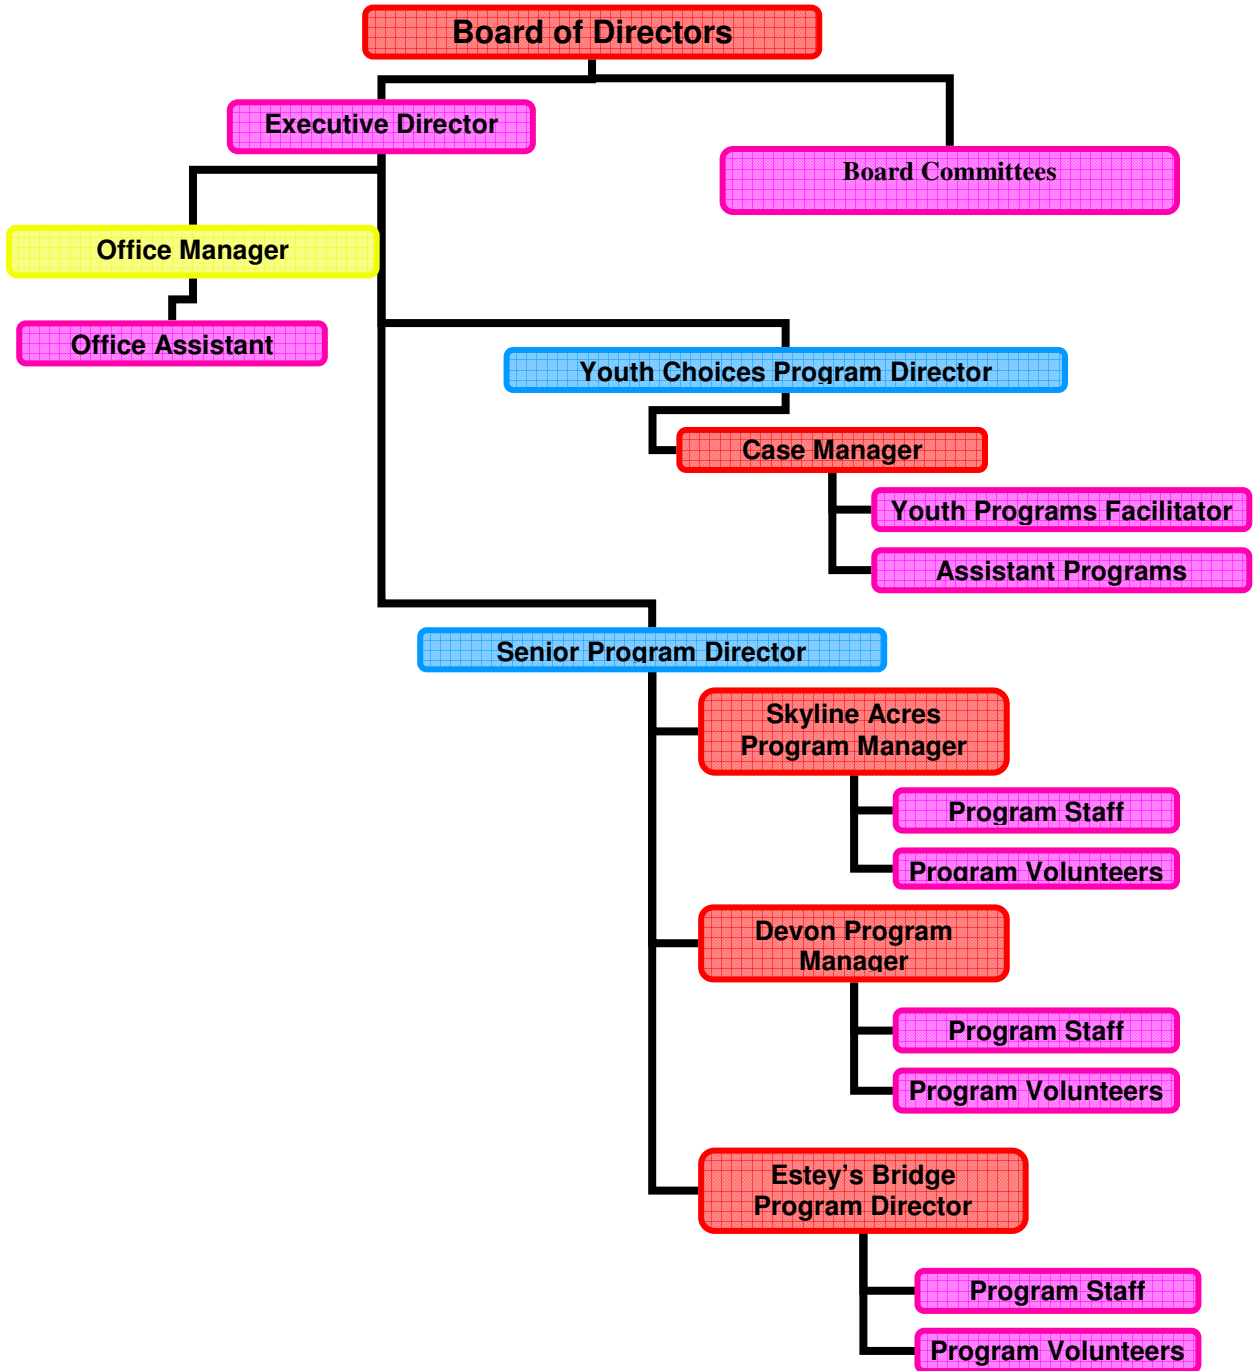 Board of Directors
Executive Director
Board Committees
Office Manager
Office Assistant
Youth Choices Program Director
Case Manager
Youth Programs Facilitator
Assistant Programs
Senior Program Director
Skyline Acres
Program Manager
Program Staff
Program Volunteers
Devon Program
Manager
Program Staff
Program Volunteers
Estey’s Bridge
Program Director
Program Staff
Program Volunteers